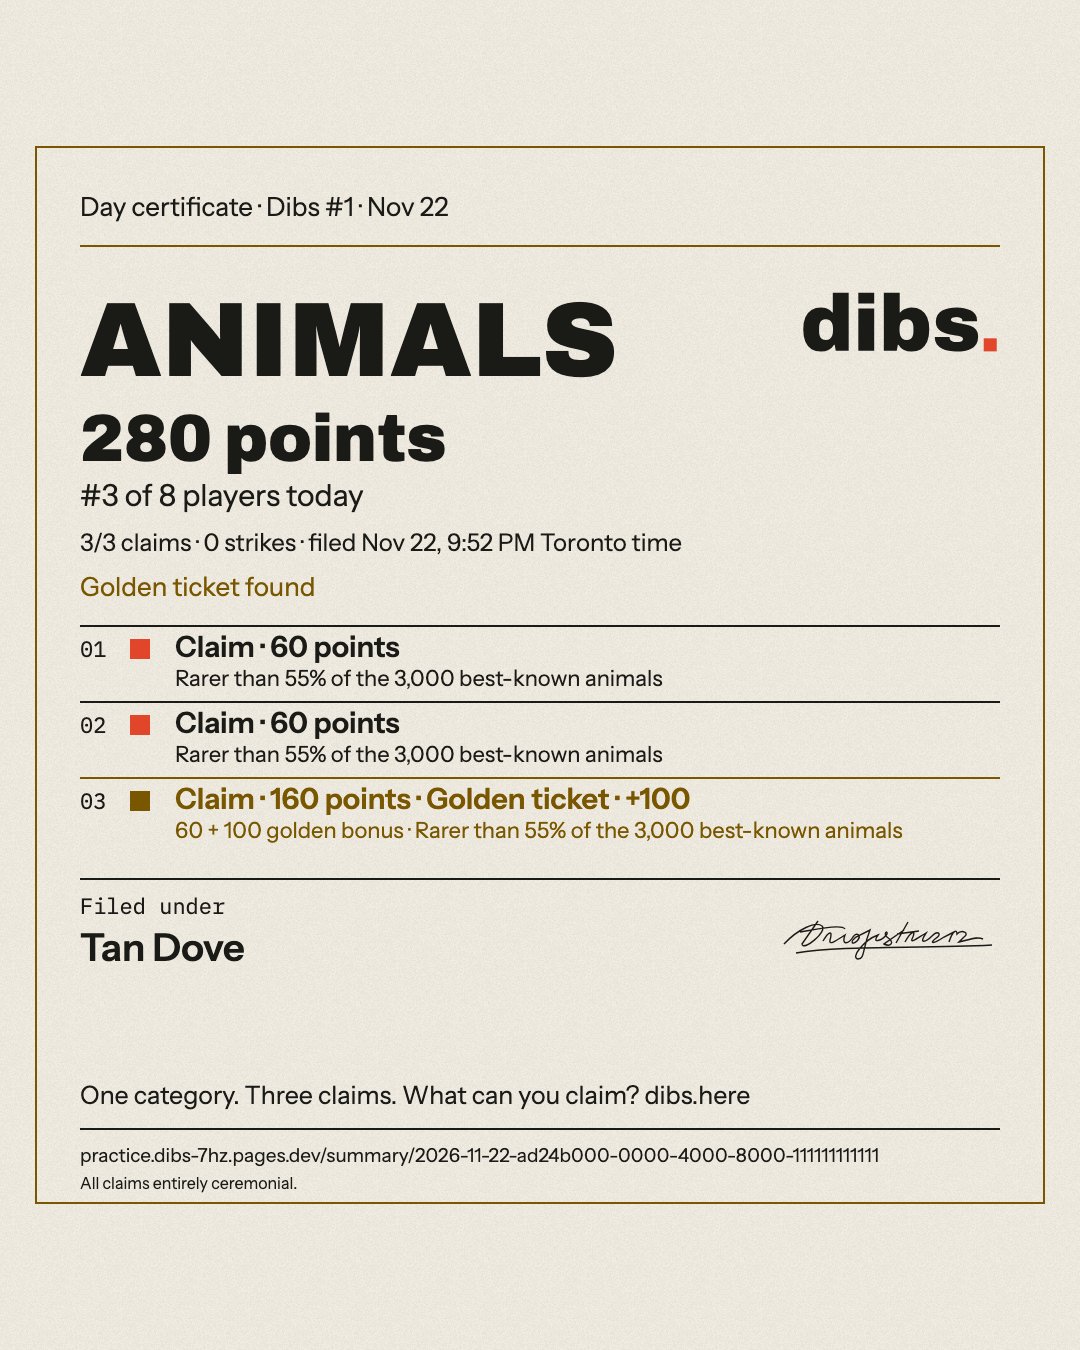 Day certificate · Dibs #1 · Nov 22
ANIMALS
dibs.
280 points
#3 of 8 players today
3/3 claims · 0 strikes · filed Nov 22, 9:52 PM Toronto time
Golden ticket found
01 Claim · 60 points
Rarer than 55% of the 3,000 best-known animals
02 Claim · 60 points
Rarer than 55% of the 3,000 best-known animals
03 Claim · 160 points · Golden ticket · +100
60 + 100 golden bonus · Rarer than 55% of the 3,000 best-known animals
Filed under
Tan Dove
One category. Three claims. What can you claim? dibs.here
practice.dibs-7hz.pages.dev/summary/2026-11-22-ad24b000-0000-4000-8000-111111111111
All claims entirely ceremonial.